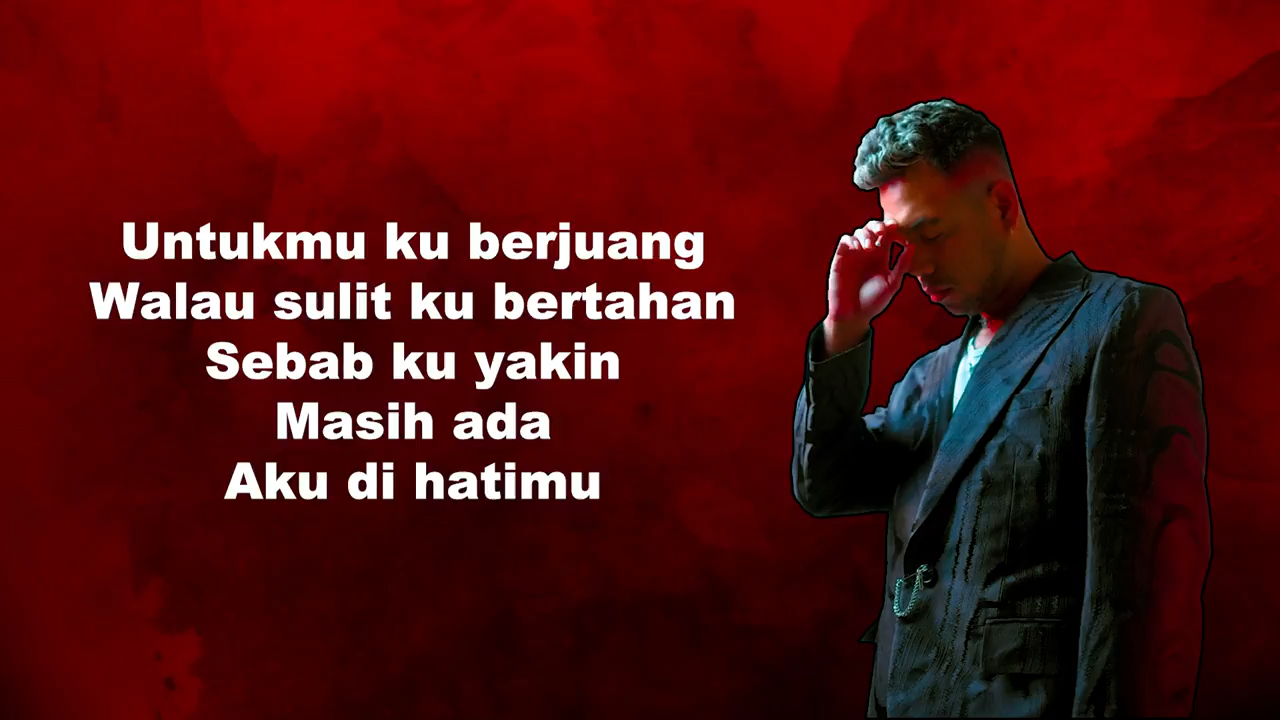 Untukmu ku berjuang
Walau sulit ku bertahan
Sebab ku yakin
Masih ada
Aku di hatimu